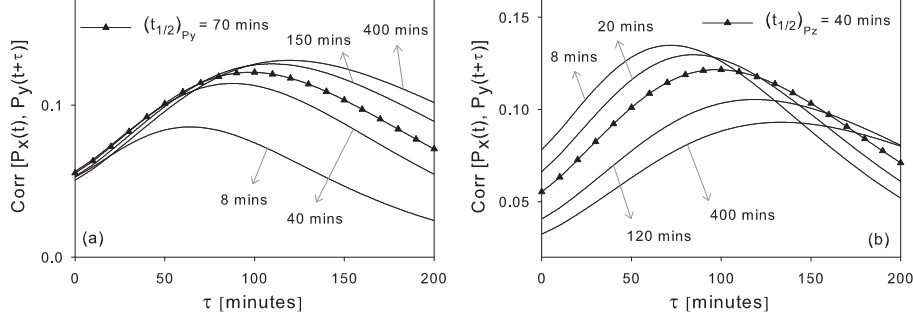 (t1/2)Py = 70 mins
150 mins
400 mins
0.1
0.0
8 mins
40 mins
(a)
0
50
100
150
200
τ [minutes]
Corr [Px(t), Py(t+τ)]
(t1/2)Pz = 40 mins
20 mins
8 mins
0.15
0.10
0.05
400 mins
120 mins
(b)
0
50
100
150
200
τ [minutes]
Corr [Px(t), Py(t+τ)]